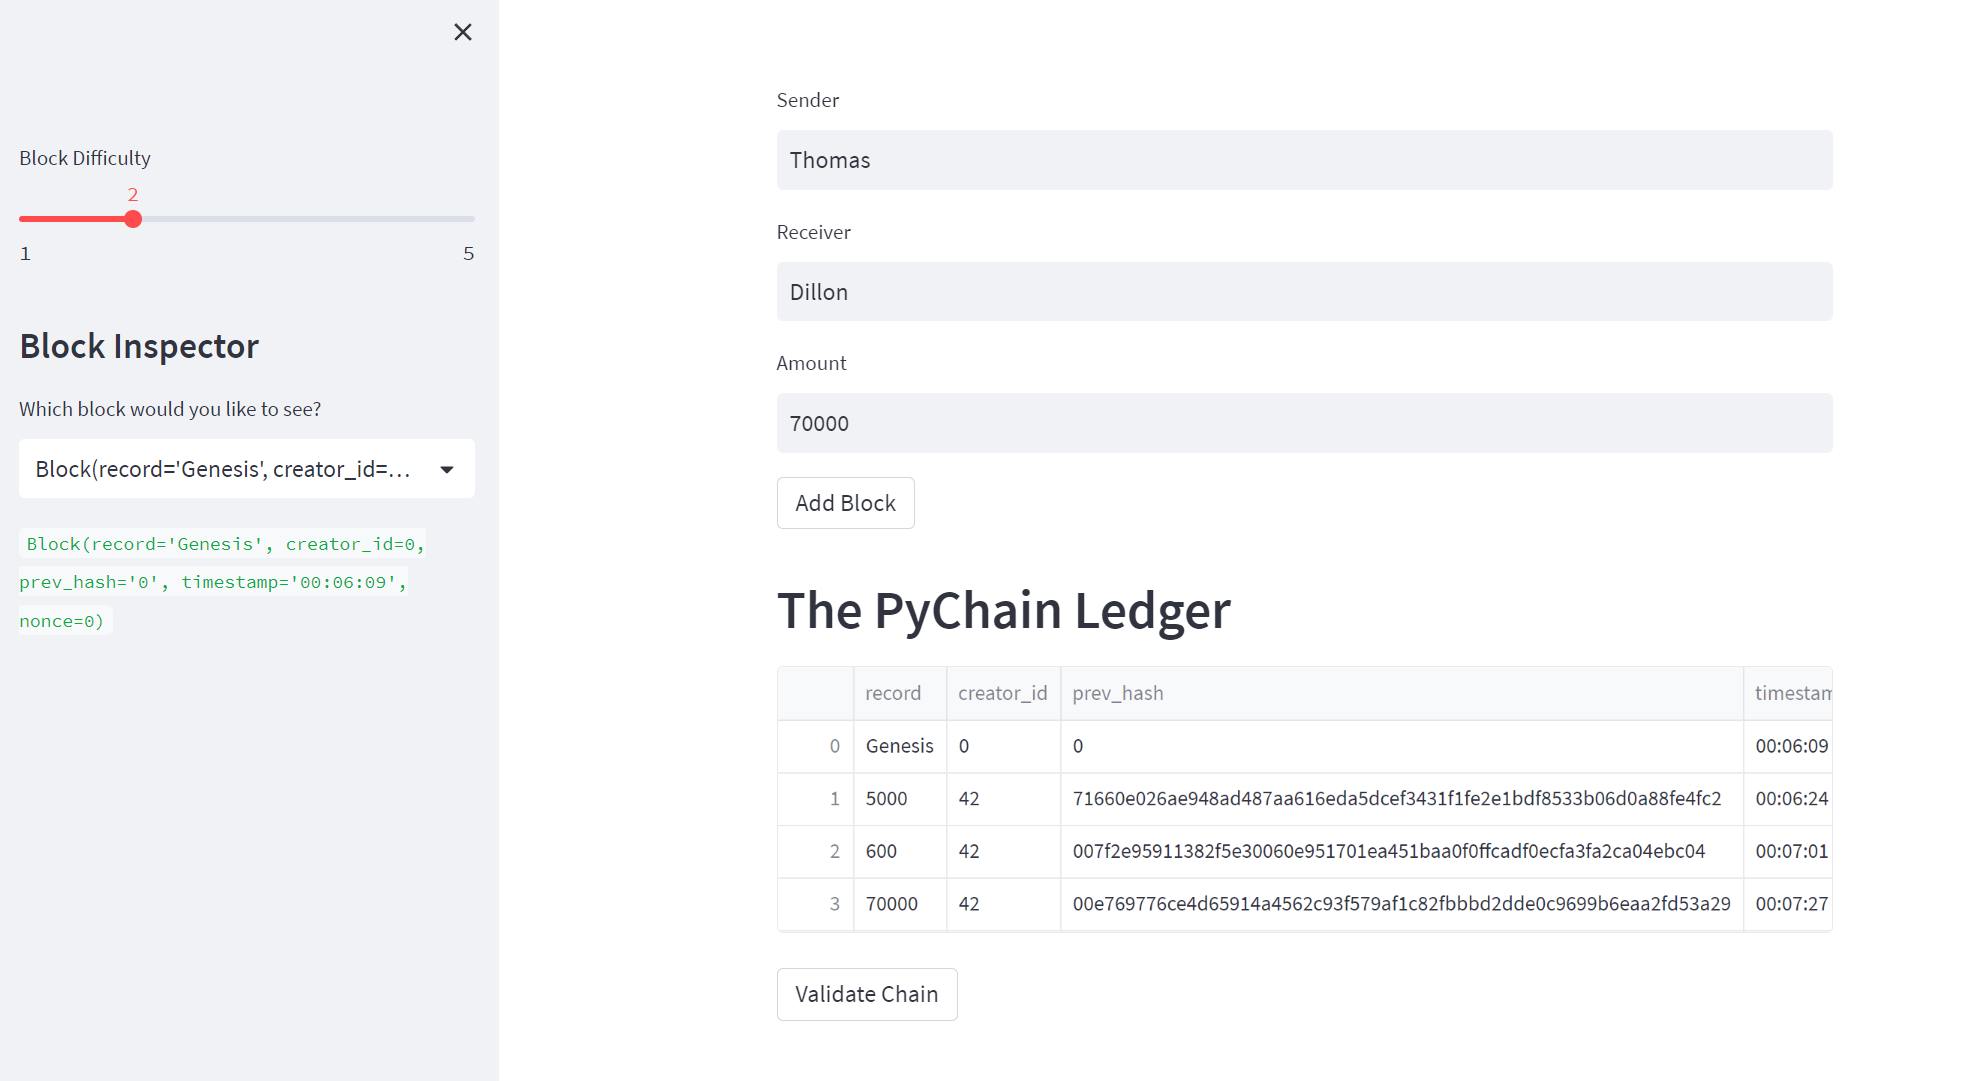 Block Difficulty
2
1 5
Block Inspector
Which block would you like to see?
Block(record='Genesis', creator_id=...
Block(record='Genesis', creator_id=0,
prev_hash='0', timestamp='00:06:09',
nonce=0)
Sender
Thomas
Receiver
Dillon
Amount
70000
Add Block
The PyChain Ledger
record creator_id prev_hash timestam
0 Genesis 0 0 00:06:09
1 5000 42 71660e026ae948ad487aa616eda5dcef3431f1fe2e1bdf8533b06d0a88fe4fc2 00:06:24
2 600 42 007f2e95911382f5e30060e951701ea451baa0f0ffcadf0ecfa3fa2ca04ebc04 00:07:01
3 70000 42 00e769776ce4d65914a4562c93f579af1c82fbbbd2dde0c9699b6eaa2fd53a29 00:07:27
Validate Chain